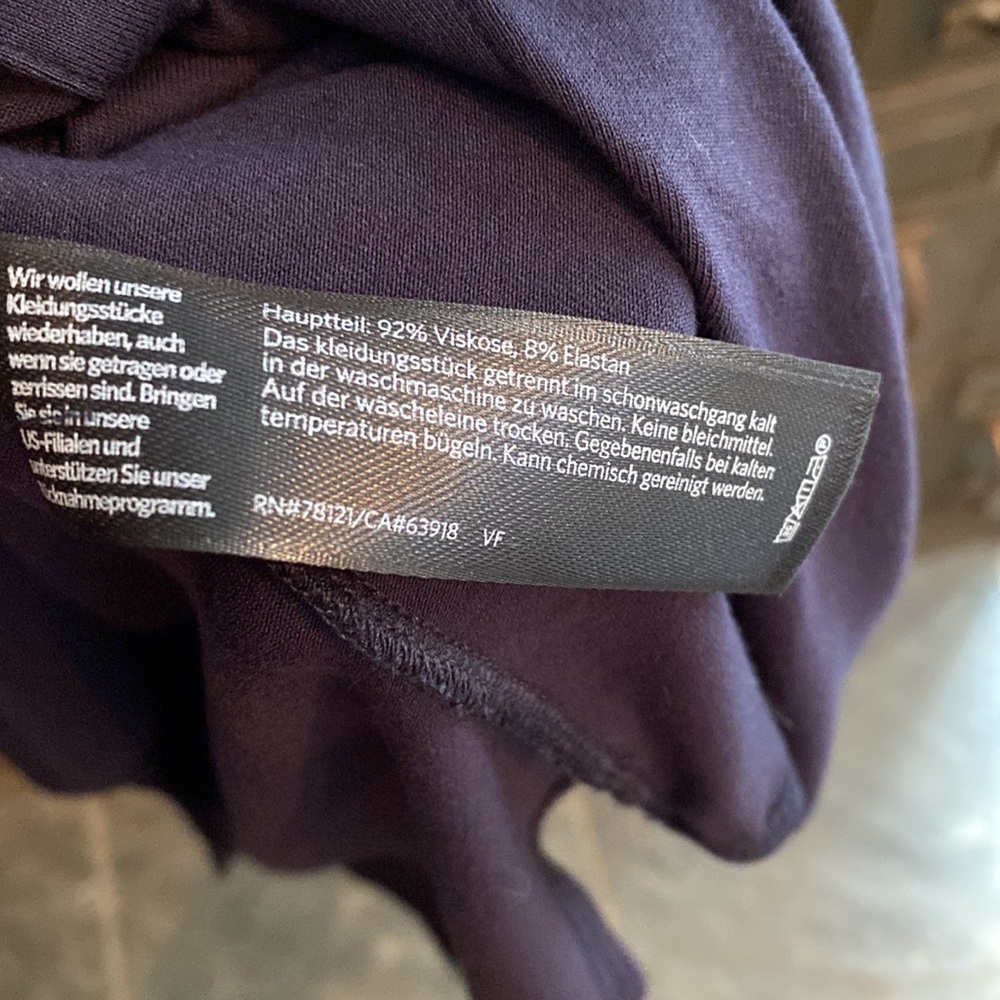 Wir wollen unsere
Kleidungsstücke
wiederhaben, auch
wenn sie getragen oder
zerrissen sind. Bringen
Sie sie in unsere
US-Filialen und
unterstützen Sie unser
Rücknahmeprogramm.
Hauptteil: 92% Viskose, 8% Elastan
Das kleidungsstück getrennt im schonwaschgang kalt
in der waschmaschine zu waschen. Keine bleichmittel.
Auf der wäscheleine trocken. Gegebenenfalls bei kalten
temperaturen bügeln. Kann chemisch gereinigt werden.
RN#78121/CA#63918 VF